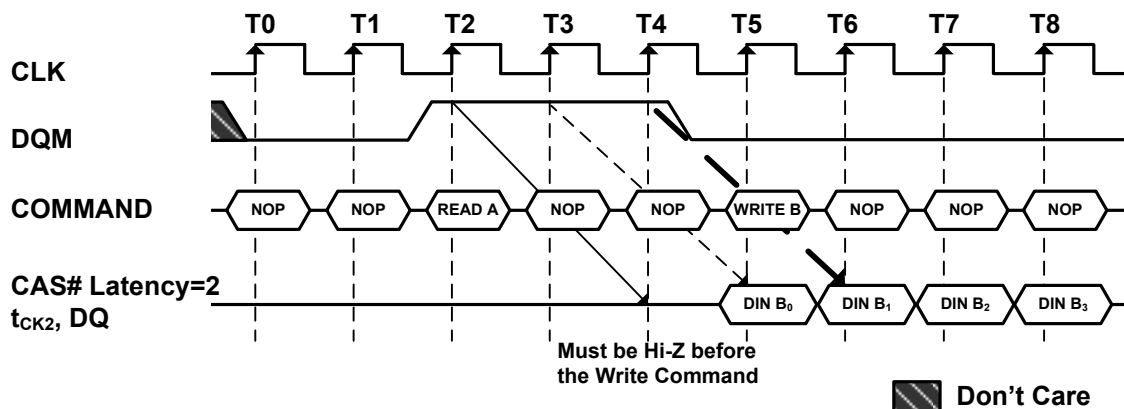 T0 T1 T2 T3 T4 T5 T6 T7 T8
CLK
DQM
COMMAND NOP NOP READ A NOP NOP WRITE B NOP NOP NOP
CAS# Latency=2
tCK2, DQ DIN B0 DIN B1 DIN B2 DIN B3
Must be Hi-Z before
the Write Command
Don't Care